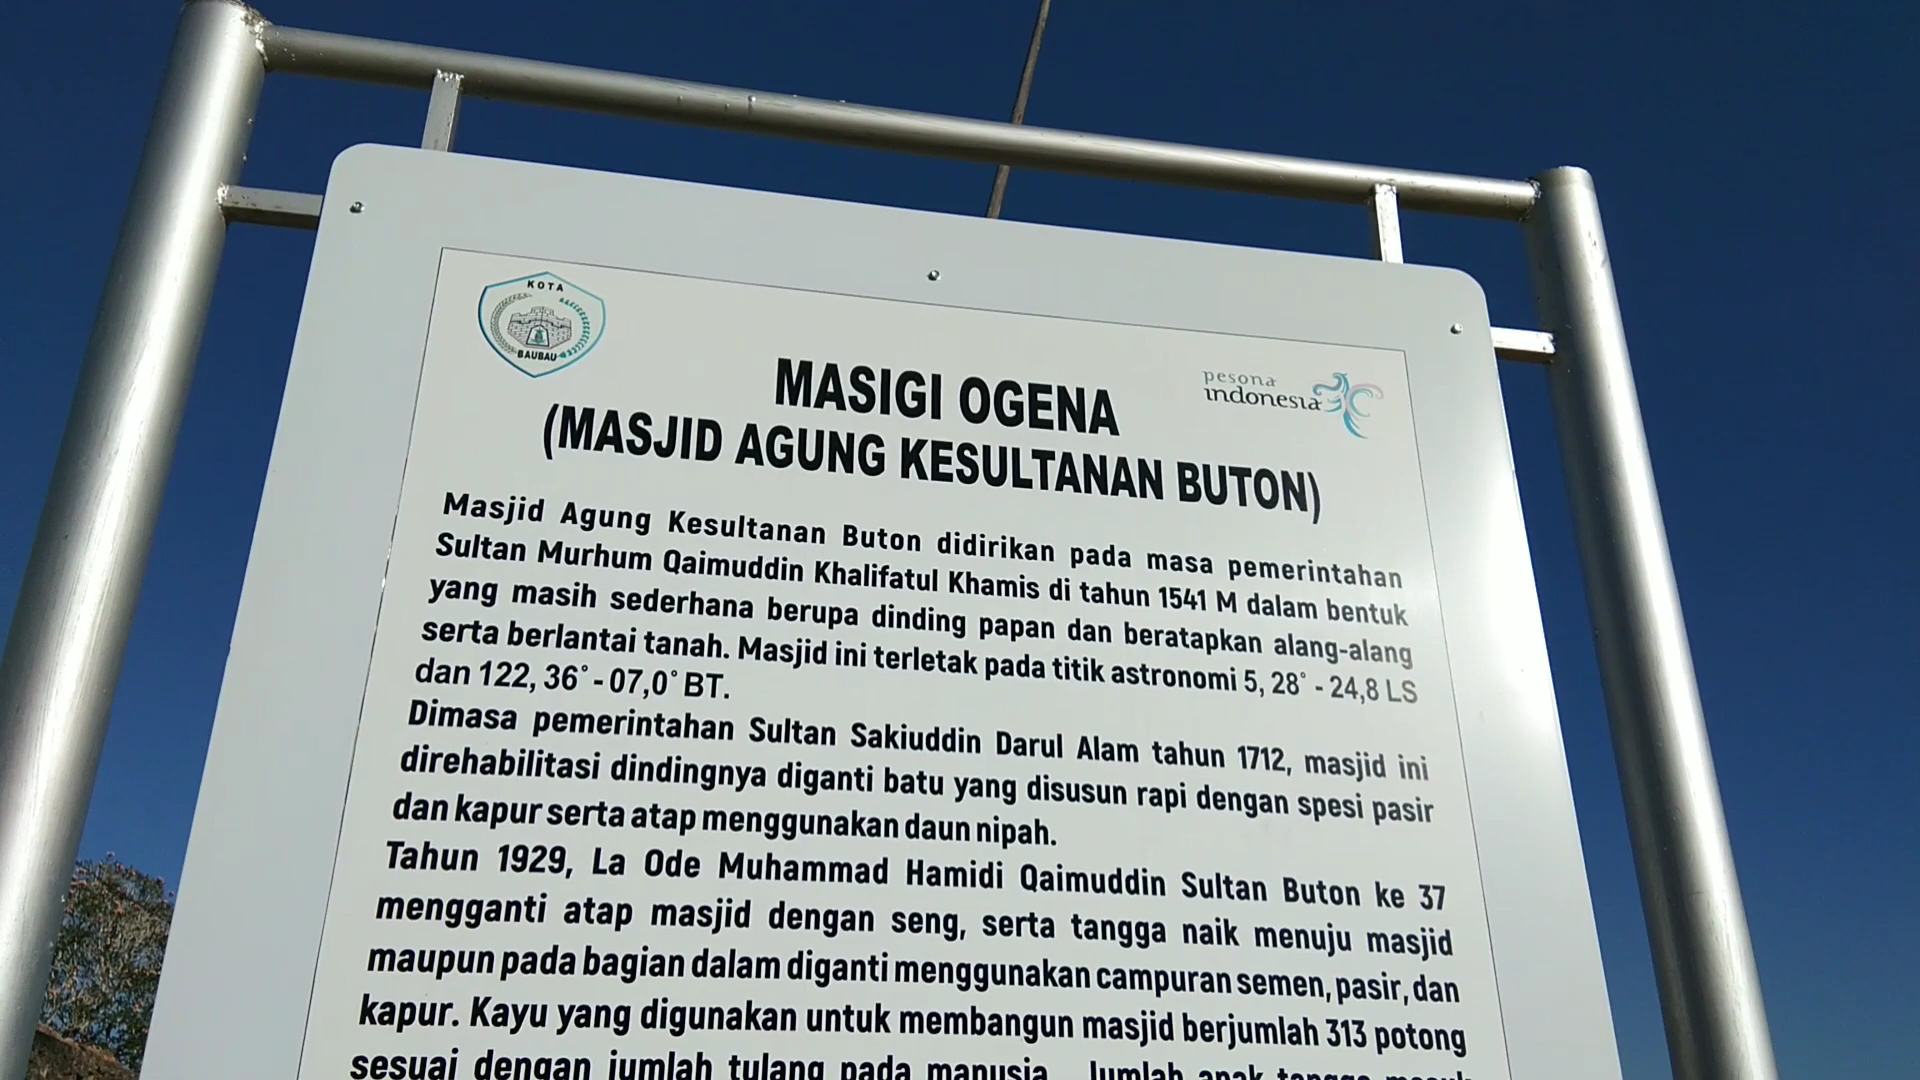 KOTA
BAUBAU
pesona
indonesia
MASIGI OGENA
(MASJID AGUNG KESULTANAN BUTON)
Masjid Agung Kesultanan Buton didirikan pada masa pemerintahan
Sultan Murhum Qaimuddin Khalifatul Khamis di tahun 1541 M dalam bentuk
yang masih sederhana berupa dinding papan dan beratapkan alang-alang
serta berlantai tanah. Masjid ini terletak pada titik astronomi 5, 28° - 24,8 LS
dan 122, 36° - 07,0° BT.
Dimasa pemerintahan Sultan Sakiuddin Darul Alam tahun 1712, masjid ini
direhabilitasi dindingnya diganti batu yang disusun rapi dengan spesi pasir
dan kapur serta atap menggunakan daun nipah.
Tahun 1929, La Ode Muhammad Hamidi Qaimuddin Sultan Buton ke 37
mengganti atap masjid dengan seng, serta tangga naik menuju masjid
maupun pada bagian dalam diganti menggunakan campuran semen, pasir, dan
kapur. Kayu yang digunakan untuk membangun masjid berjumlah 313 potong
sesuai dengan jumlah tulang pada manusia. Jumlah anak tangga